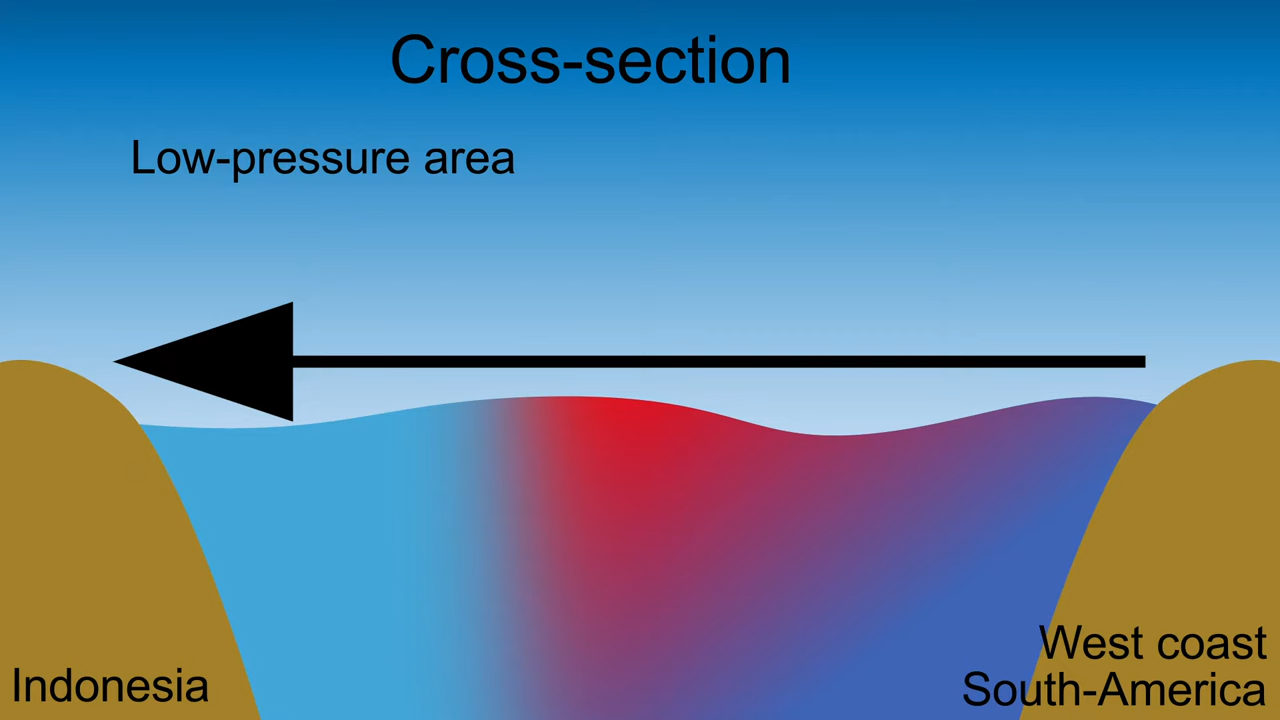 Cross-section
Low-pressure area
Indonesia
West coast
South-America